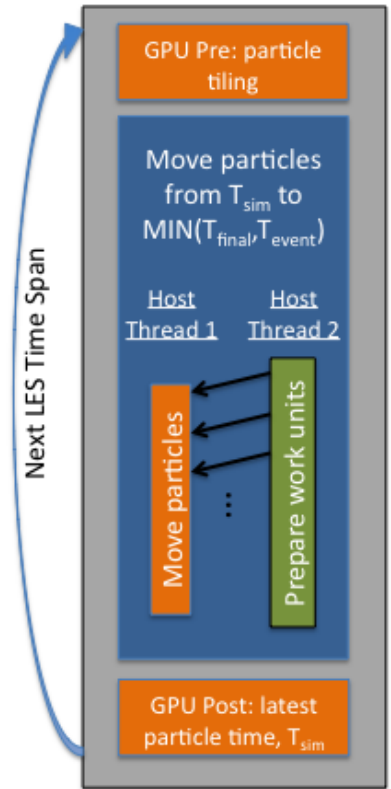 GPU Pre: particle
tiling
Move particles
from T_sim to
MIN(T_final,T_event)
Host
Thread 1
Host
Thread 2
Move particles
Prepare work units
...
GPU Post: latest
particle time, T_sim
Next LES Time Span